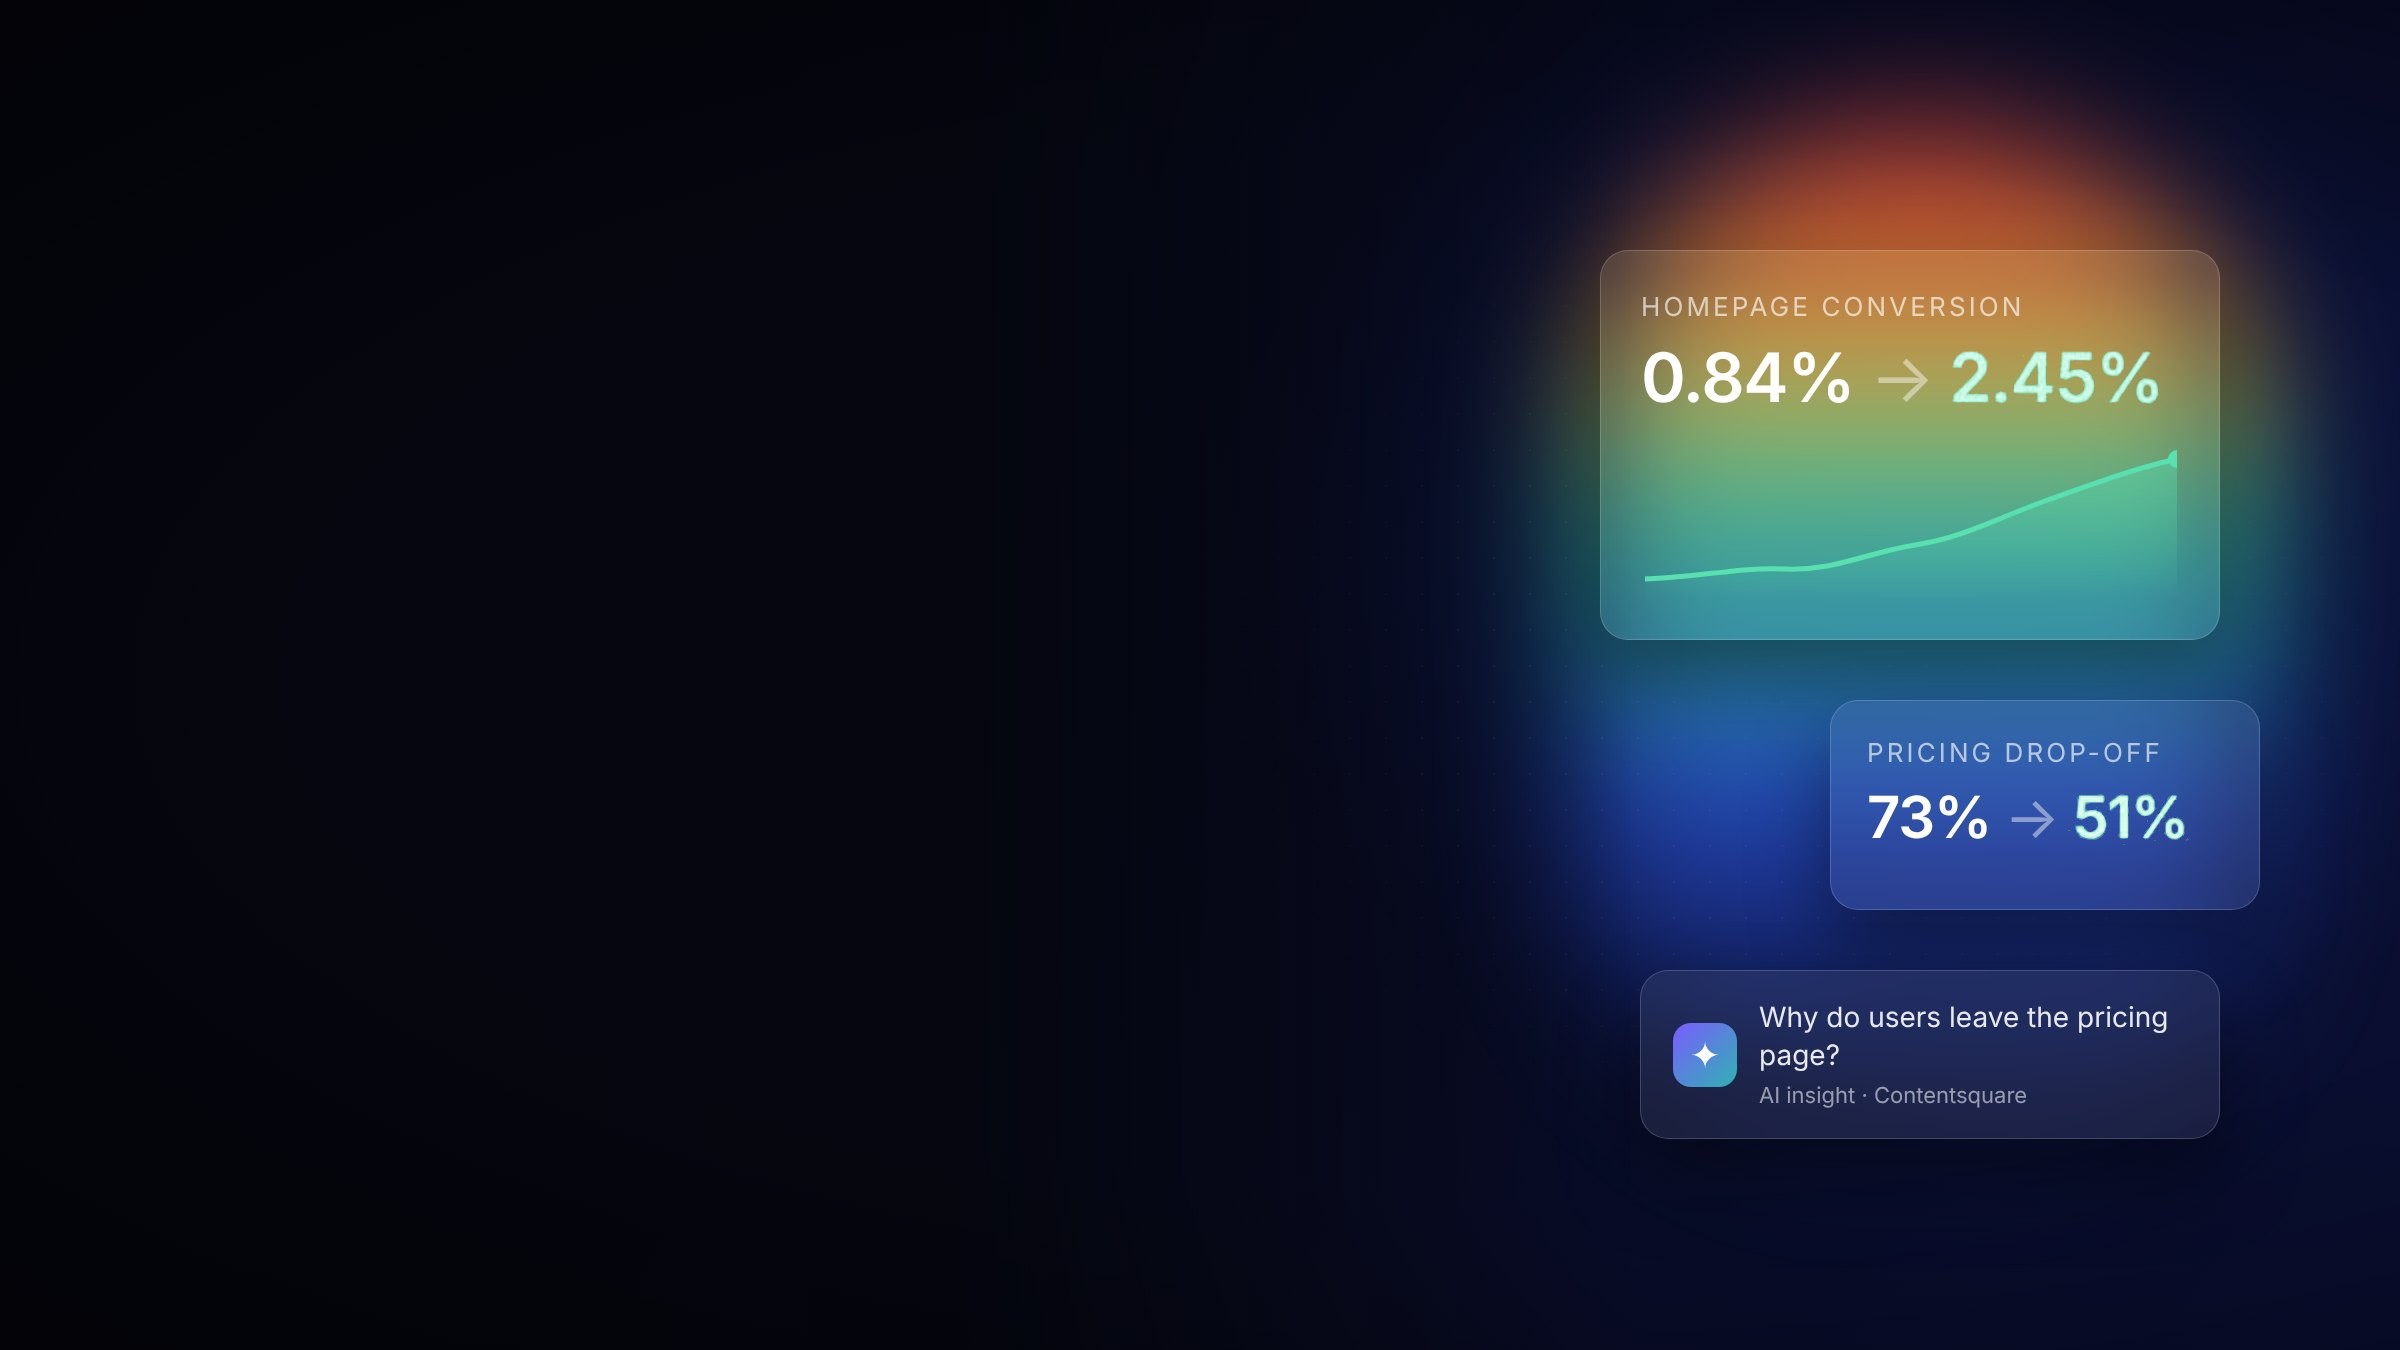 HOMEPAGE CONVERSION
0.84% → 2.45%
PRICING DROP-OFF
73% → 51%
Why do users leave the pricing
page?
AI insight · Contentsquare